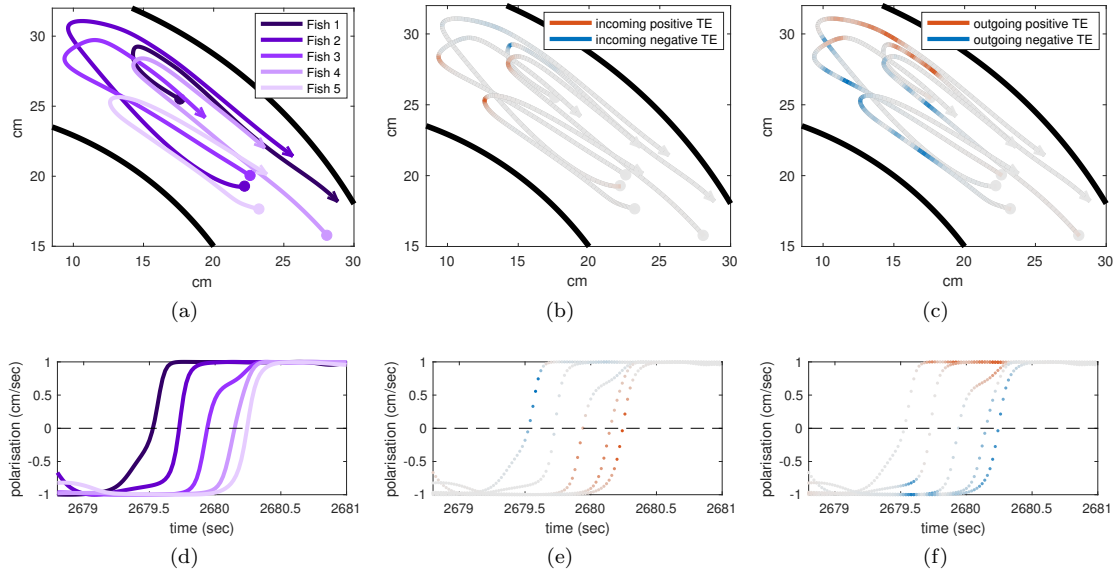 30
25
20
15
cm
10
15
20
25
30
cm
Fish 1
Fish 2
Fish 3
Fish 4
Fish 5
(a)
30
25
20
15
cm
10
15
20
25
30
cm
incoming positive TE
incoming negative TE
(b)
30
25
20
15
cm
10
15
20
25
30
cm
outgoing positive TE
outgoing negative TE
(c)
1
0.5
0
-0.5
-1
polarisation (cm/sec)
2679
2679.5
2680
2680.5
2681
time (sec)
(d)
1
0.5
0
-0.5
-1
polarisation (cm/sec)
2679
2679.5
2680
2680.5
2681
time (sec)
(e)
1
0.5
0
-0.5
-1
polarisation (cm/sec)
2679
2679.5
2680
2680.5
2681
time (sec)
(f)